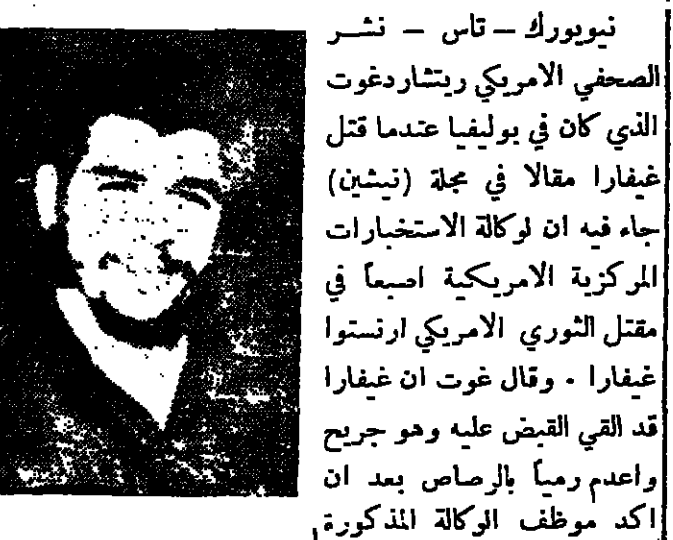 نيويورك – تاس – نشر
الصحفي الامريكي ريتشاردغوت
الذي كان في بوليفيا عندما قتل
غيفارا مقالا في مجلة (نيشين)
جاء فيه ان لوكالة الاستخبارات
المركزية الامريكية اصبعاً في
مقتل الثوري الامريكي ارنستوا
غيفارا . وقال غوت ان غيفارا
قد القي القبض عليه وهو جريح
واعدم رمياً بالرصاص بعد ان
اكد موظف الوكالة المذكورة